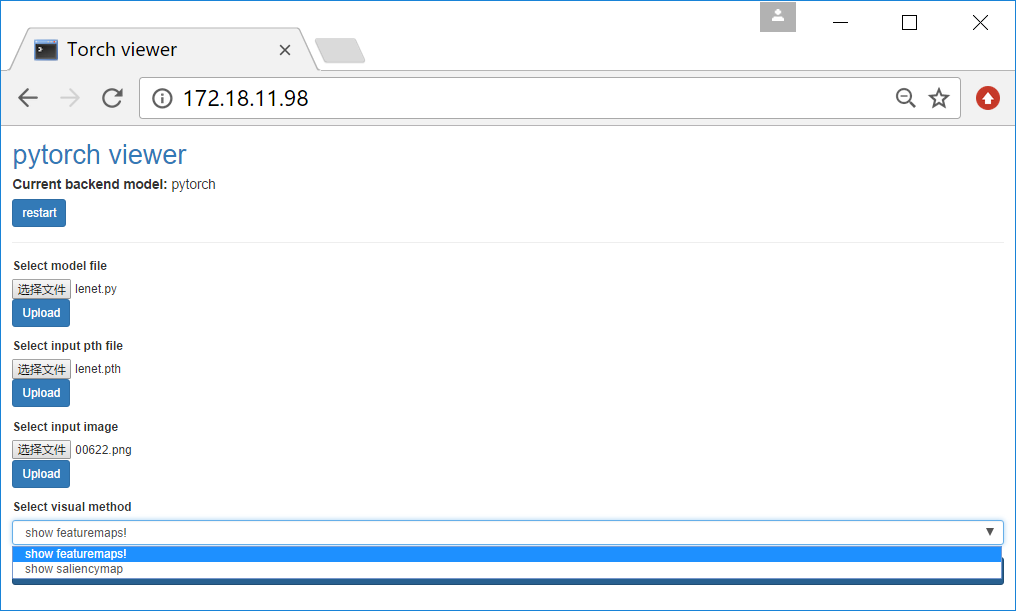 Torch viewer
172.18.11.98
pytorch viewer
Current backend model: pytorch
restart
Select model file
选择文件 lenet.py
Upload
Select input pth file
选择文件 lenet.pth
Upload
Select input image
选择文件 00622.png
Upload
Select visual method
show featuremaps!
show featuremaps!
show saliencymap